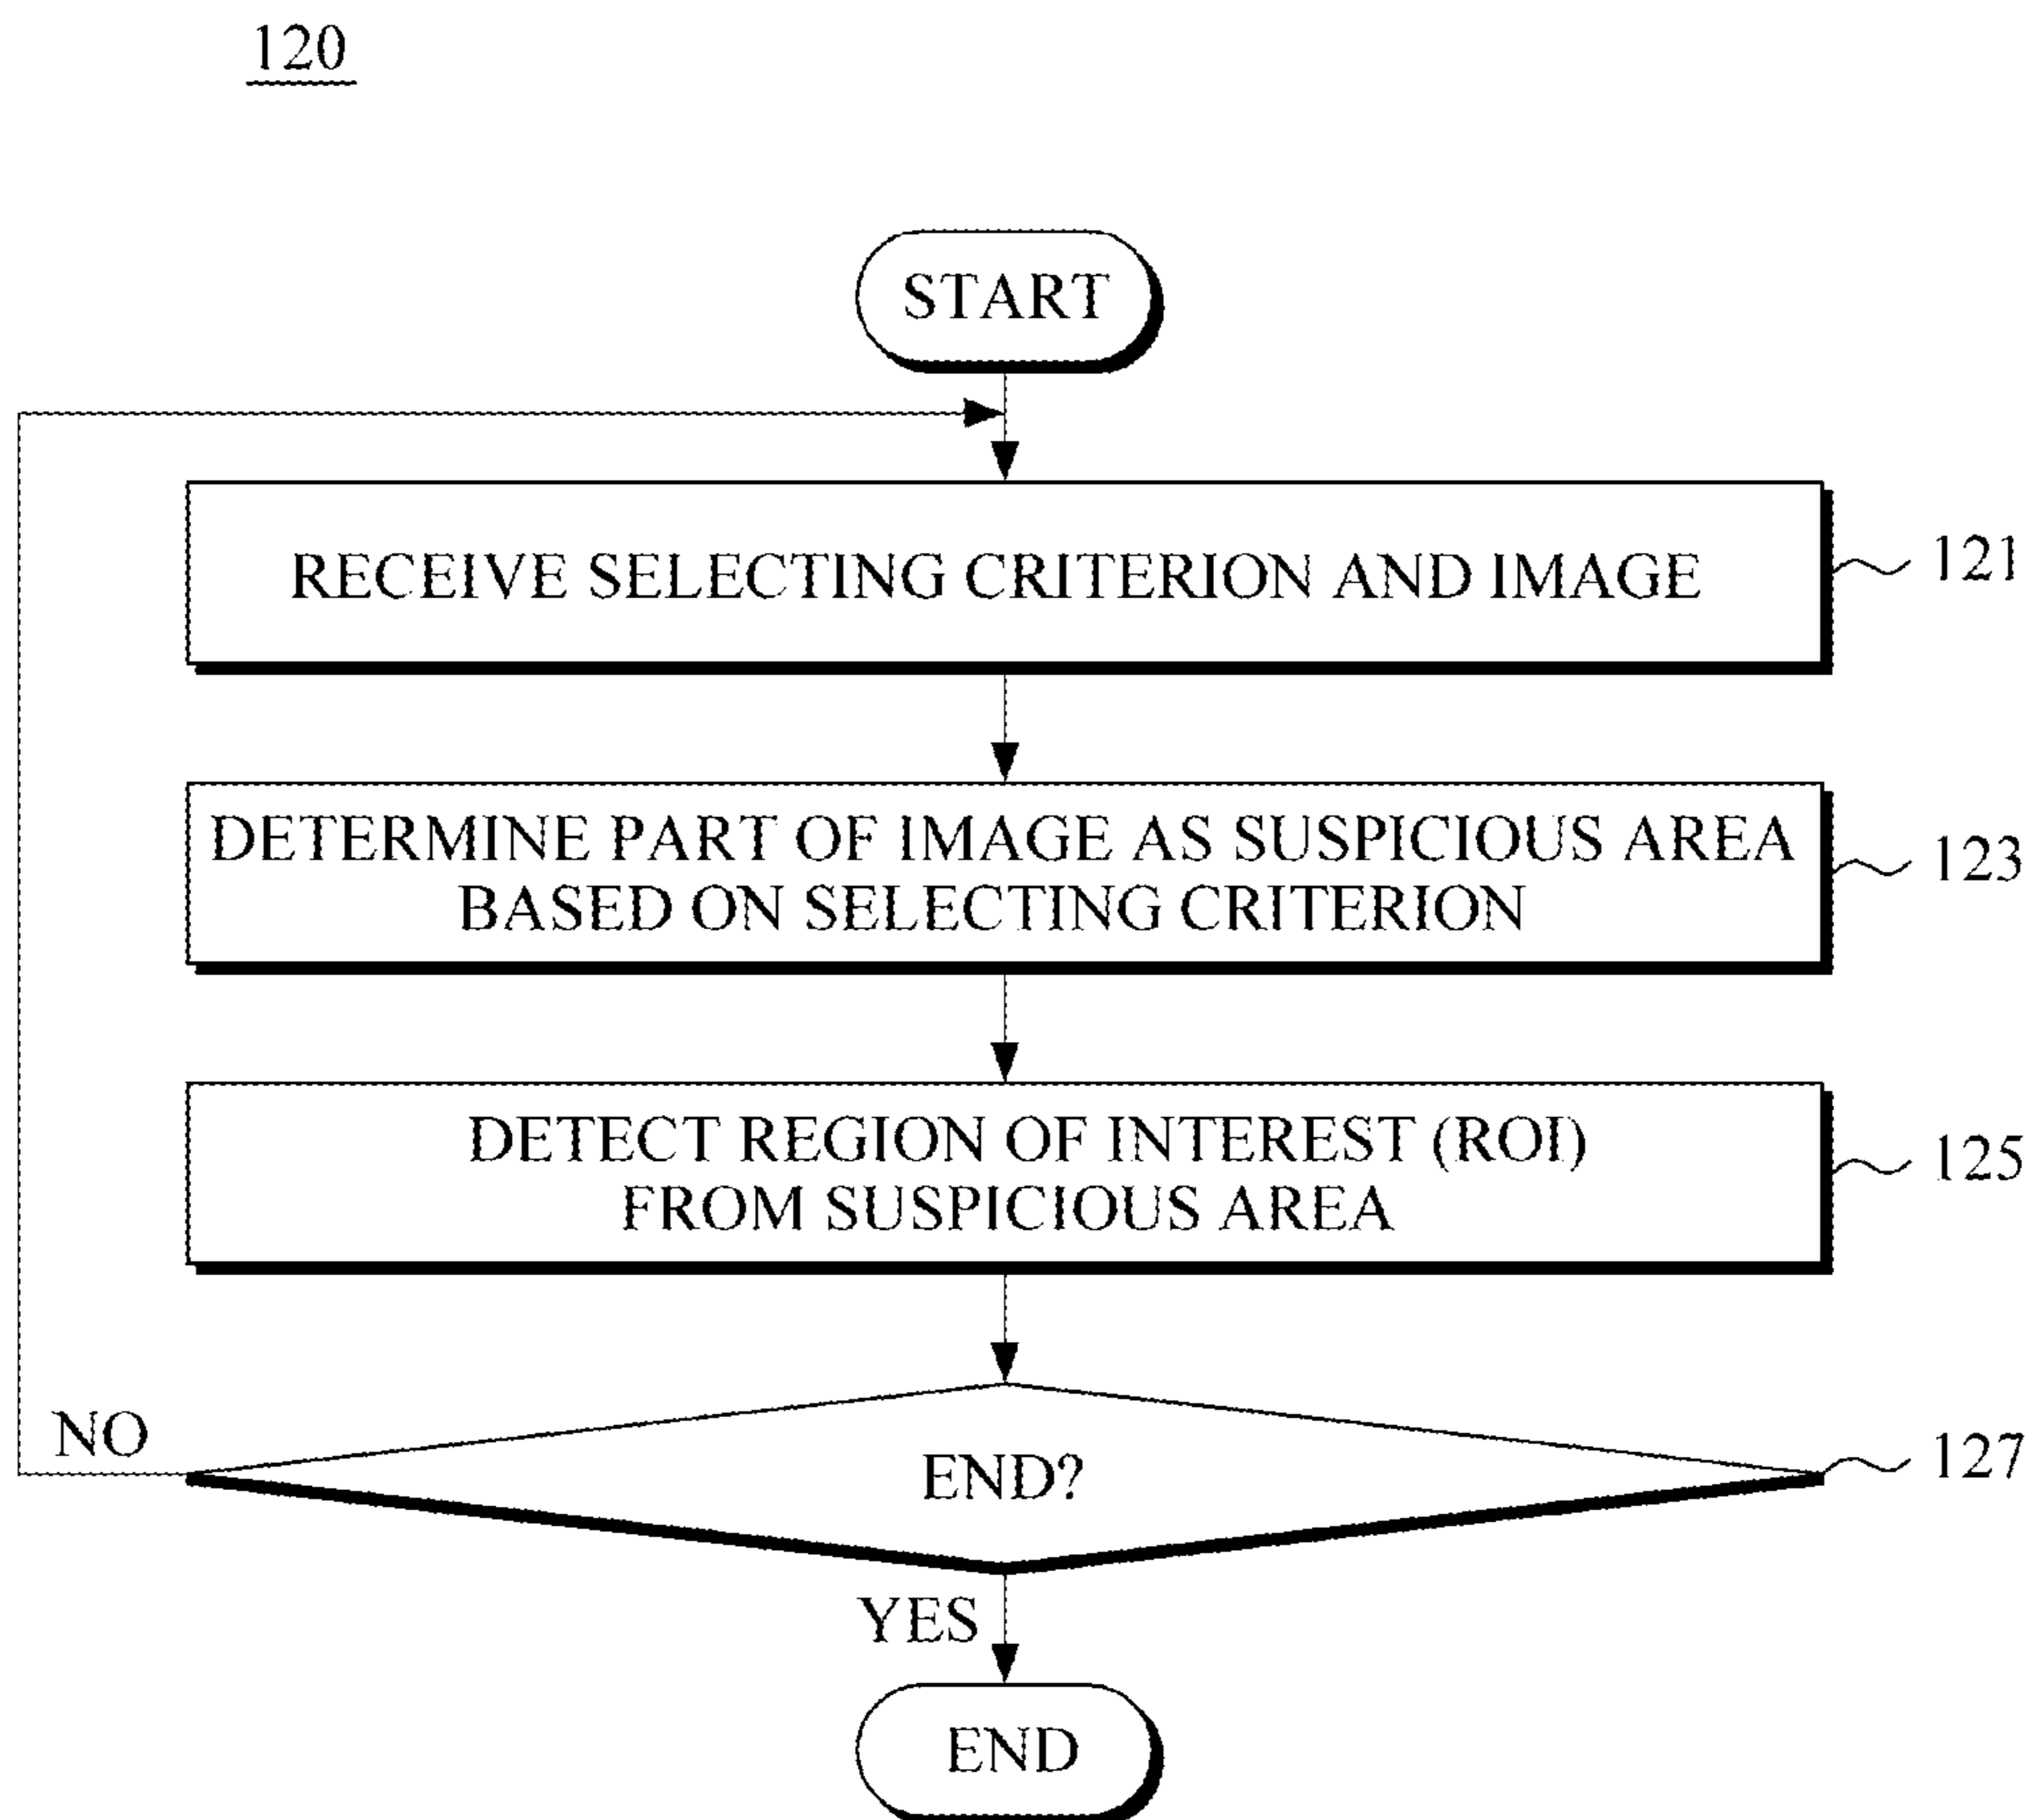 120
START
RECEIVE SELECTING CRITERION AND IMAGE
121
DETERMINE PART OF IMAGE AS SUSPICIOUS AREA
BASED ON SELECTING CRITERION
123
DETECT REGION OF INTEREST (ROI)
FROM SUSPICIOUS AREA
125
NO
END?
127
YES
END